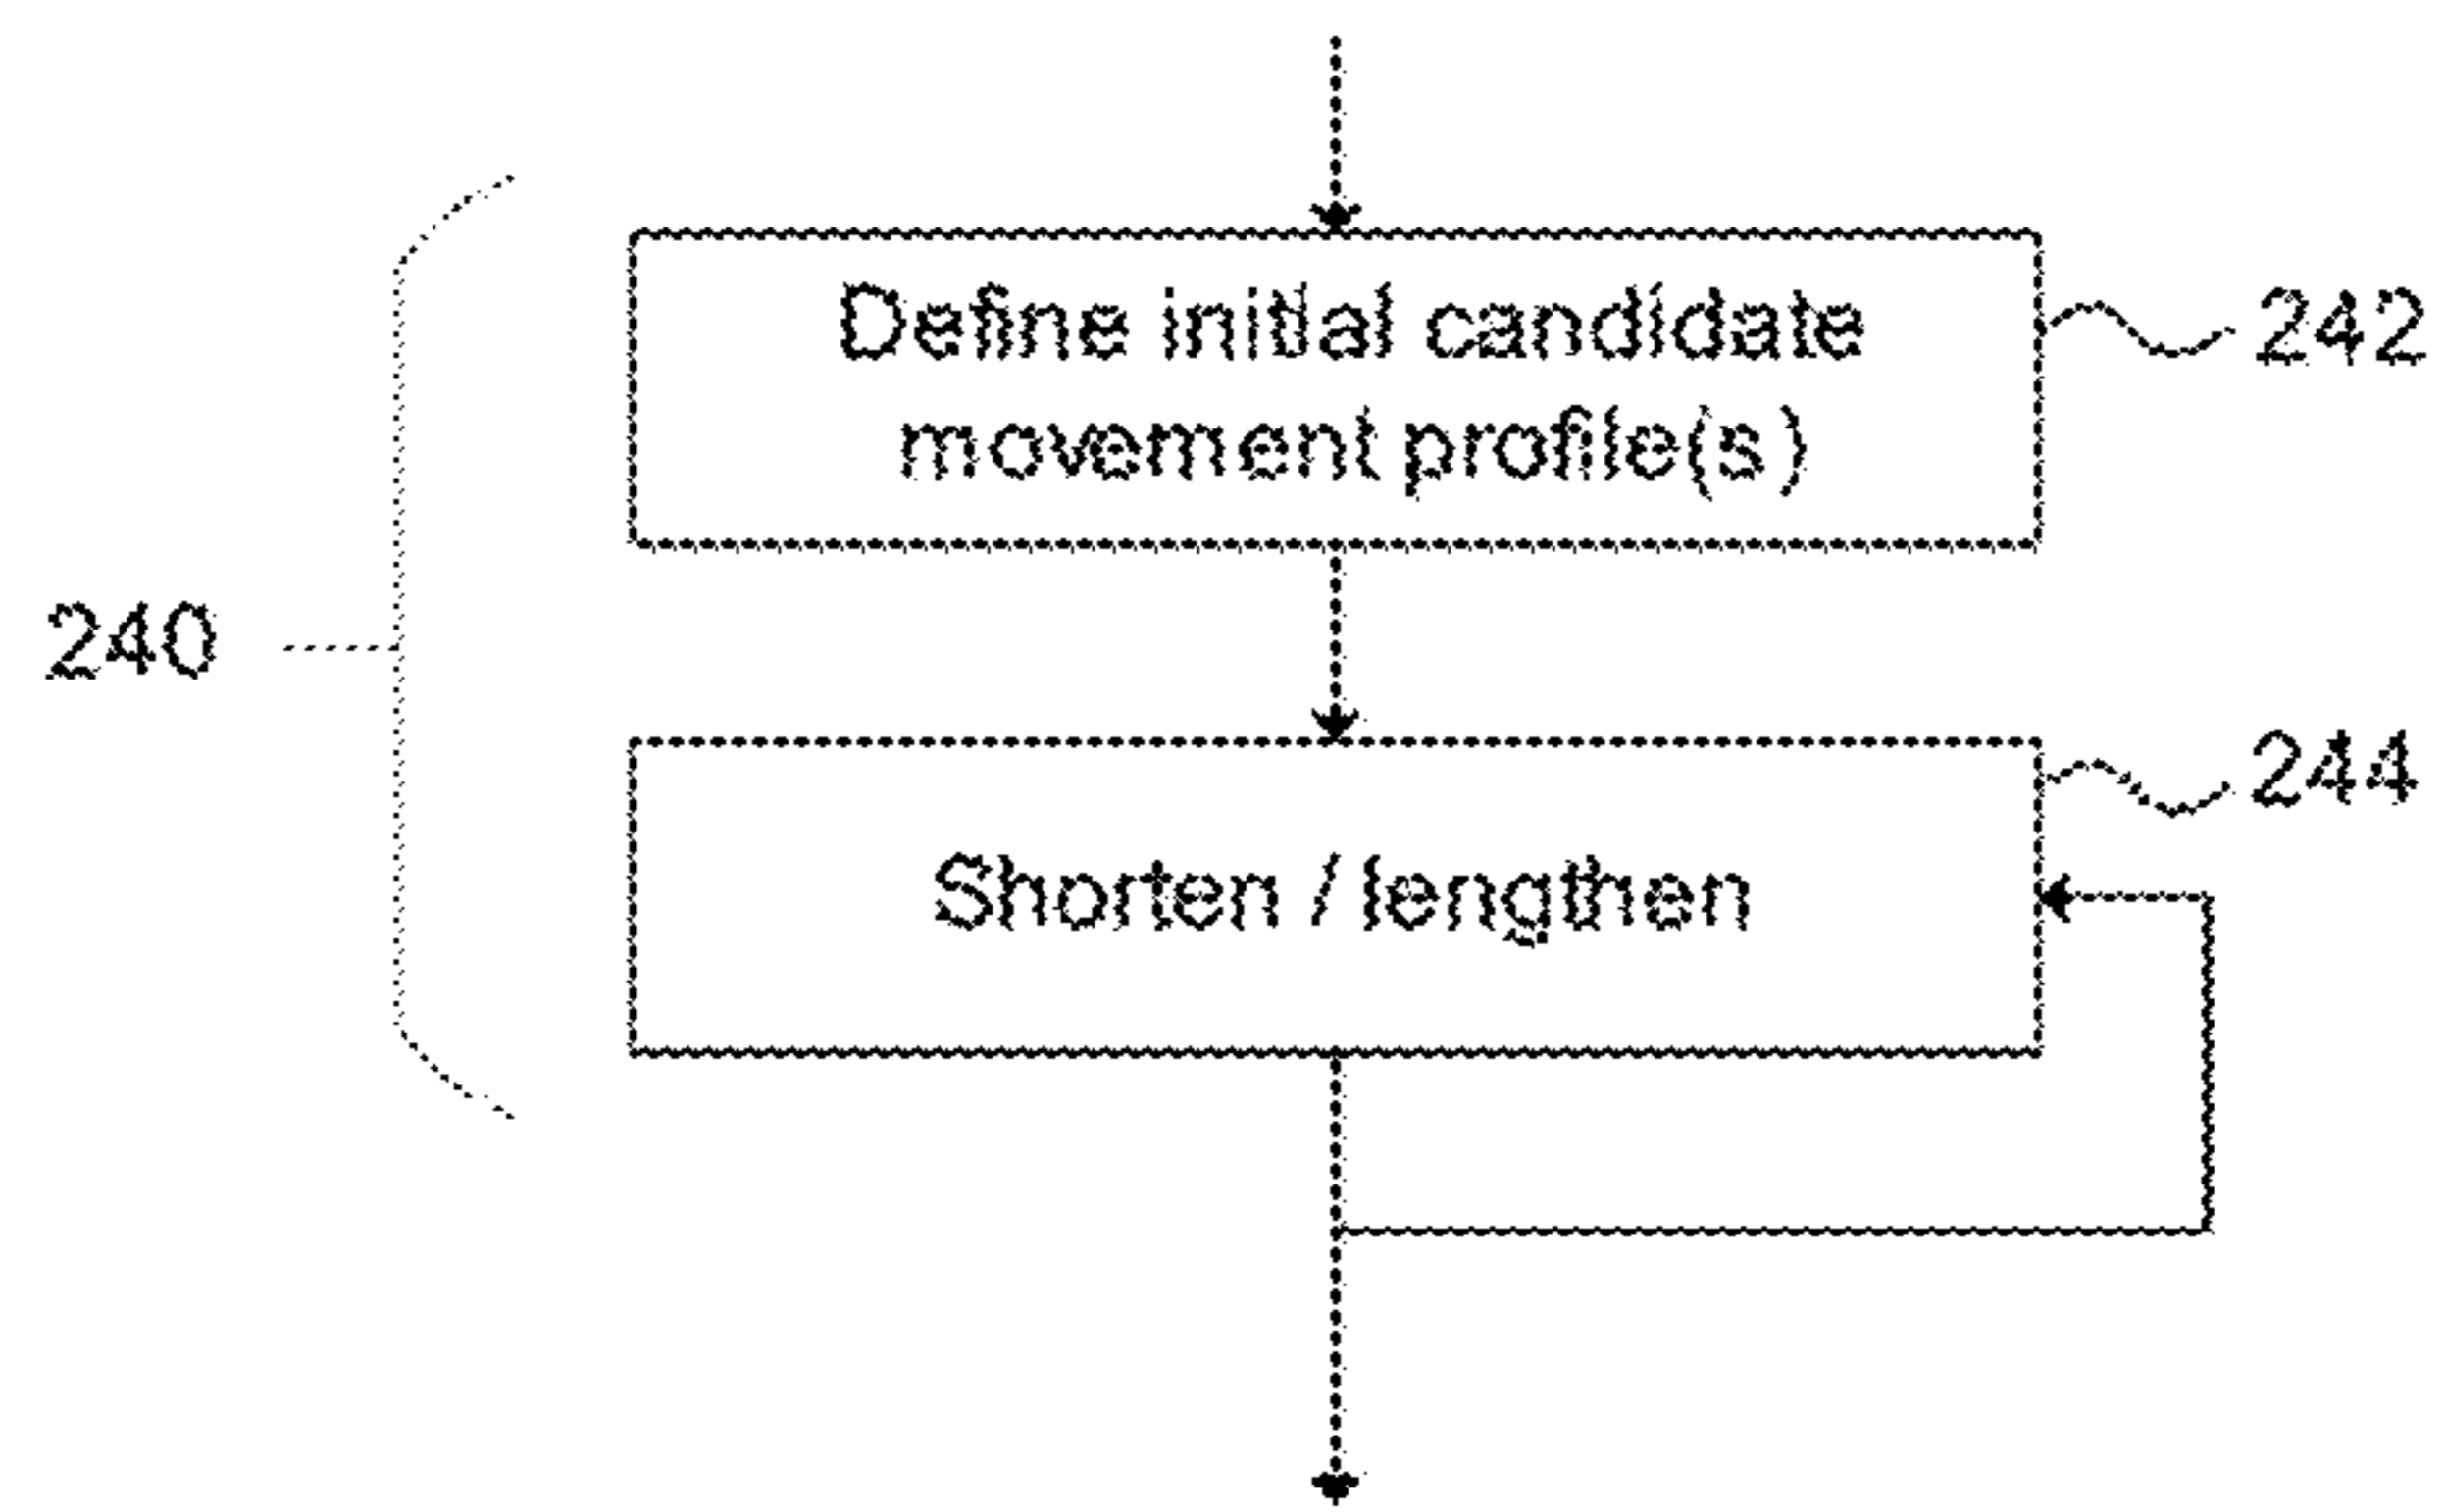 Define initial candidate
movement profile(s)
242
240
244
Shorten / lengthen